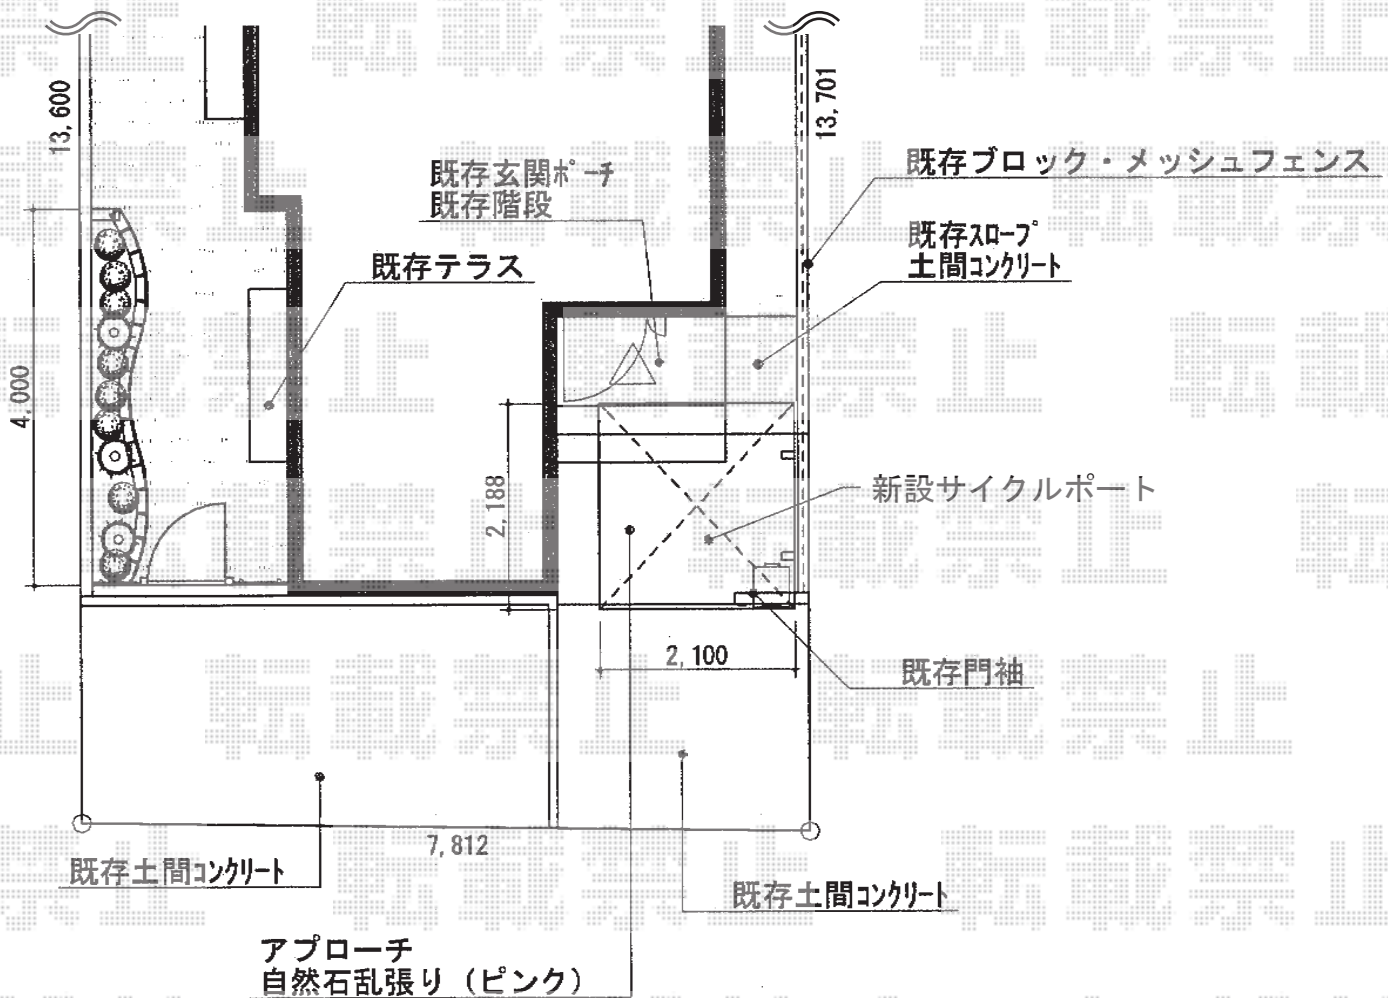 転載禁止
13,600
13,701
既存ブロック・メッシュフェンス
既存玄関ポーチ
既存階段
既存スロープ
土間コンクリート
既存テラス
4,000
2,188
新設サイクルポート
2,100
既存門袖
7,812
既存土間コンクリート
既存土間コンクリート
アプローチ
自然石乱張り（ピンク）